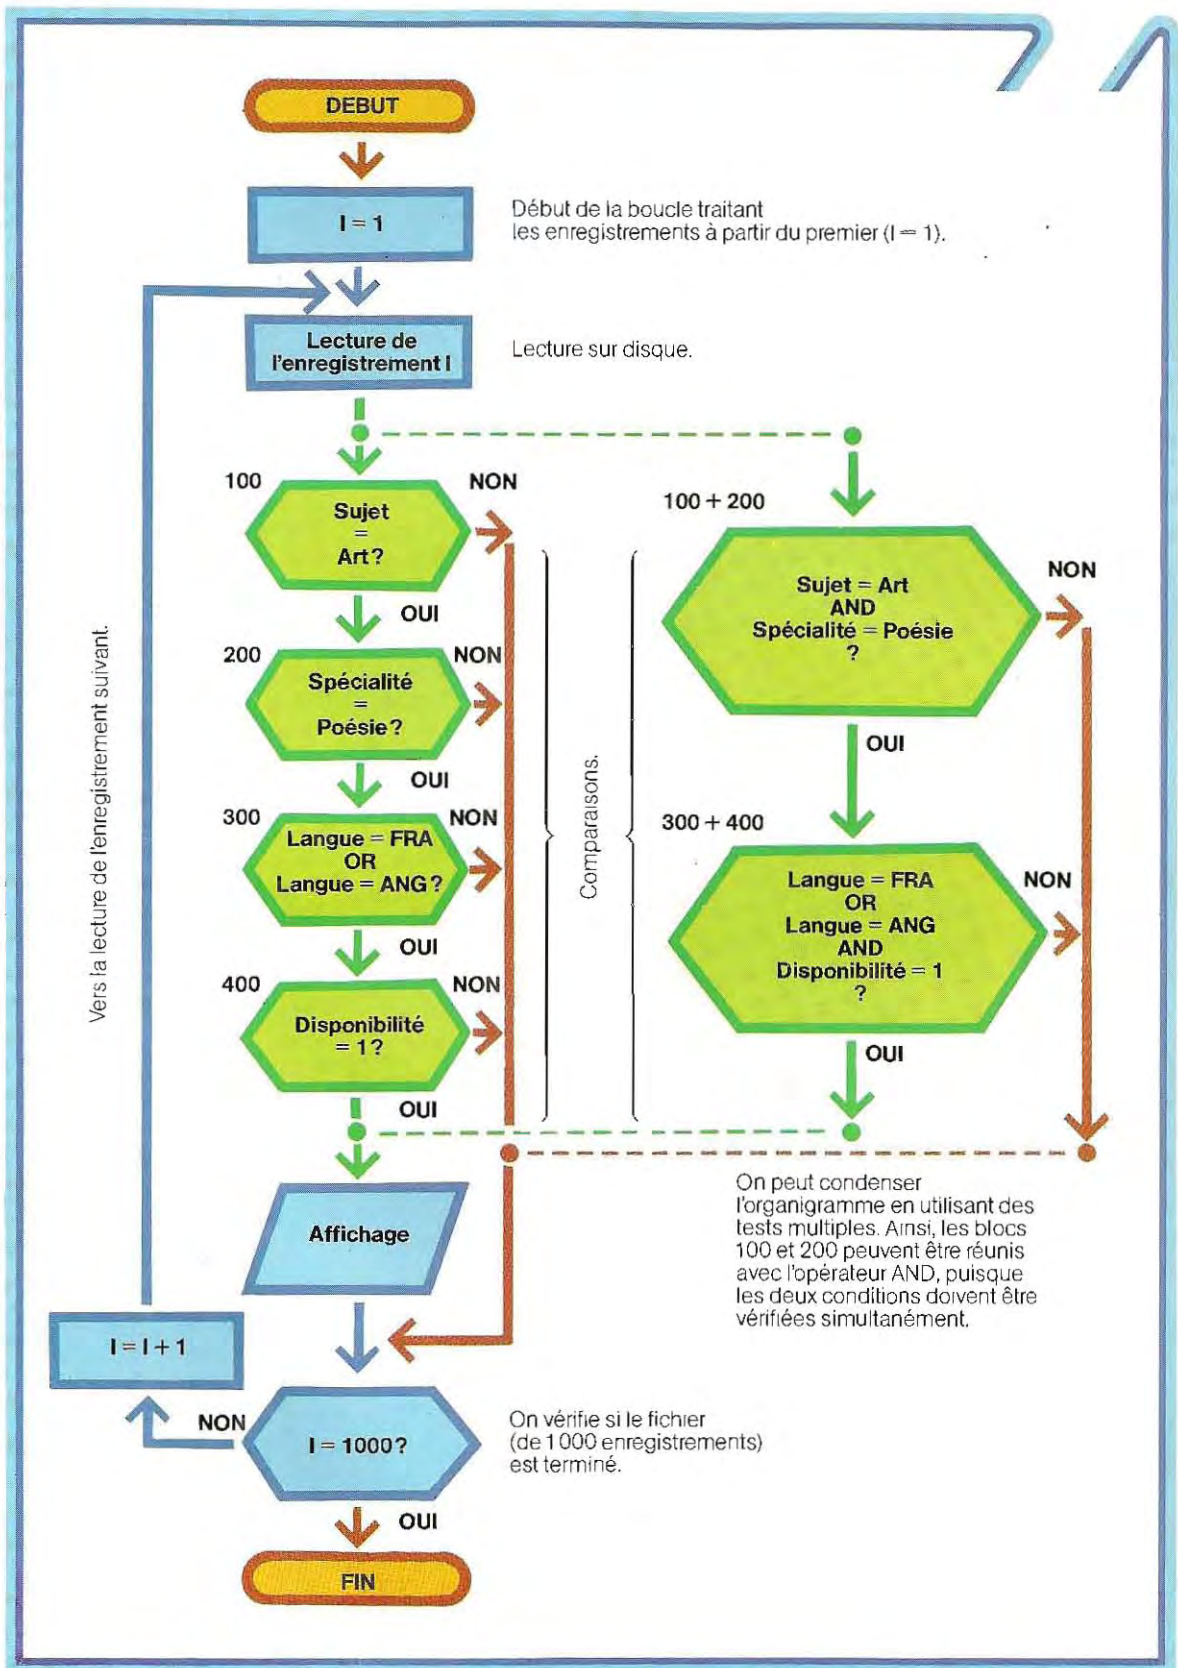 DEBUT
I = 1
Début de la boucle traitant
les enregistrements à partir du premier (I = 1).
Lecture de
l'enregistrement I
Lecture sur disque.
Vers la lecture de l'enregistrement suivant.
100
NON
Sujet
=
Art?
OUI
200
NON
Spécialité
=
Poésie?
OUI
300
NON
Langue = FRA
OR
Langue = ANG?
OUI
400
NON
Disponibilité
= 1?
OUI
Comparaisons.
100 + 200
NON
Sujet = Art
AND
Spécialité = Poésie
?
OUI
300 + 400
NON
Langue = FRA
OR
Langue = ANG
AND
Disponibilité = 1
?
OUI
On peut condenser
l'organigramme en utilisant des
tests multiples. Ainsi, les blocs
100 et 200 peuvent être réunis
avec l'opérateur AND, puisque
les deux conditions doivent être
vérifiées simultanément.
Affichage
I = I + 1
NON
I = 1000?
On vérifie si le fichier
(de 1000 enregistrements)
est terminé.
OUI
FIN